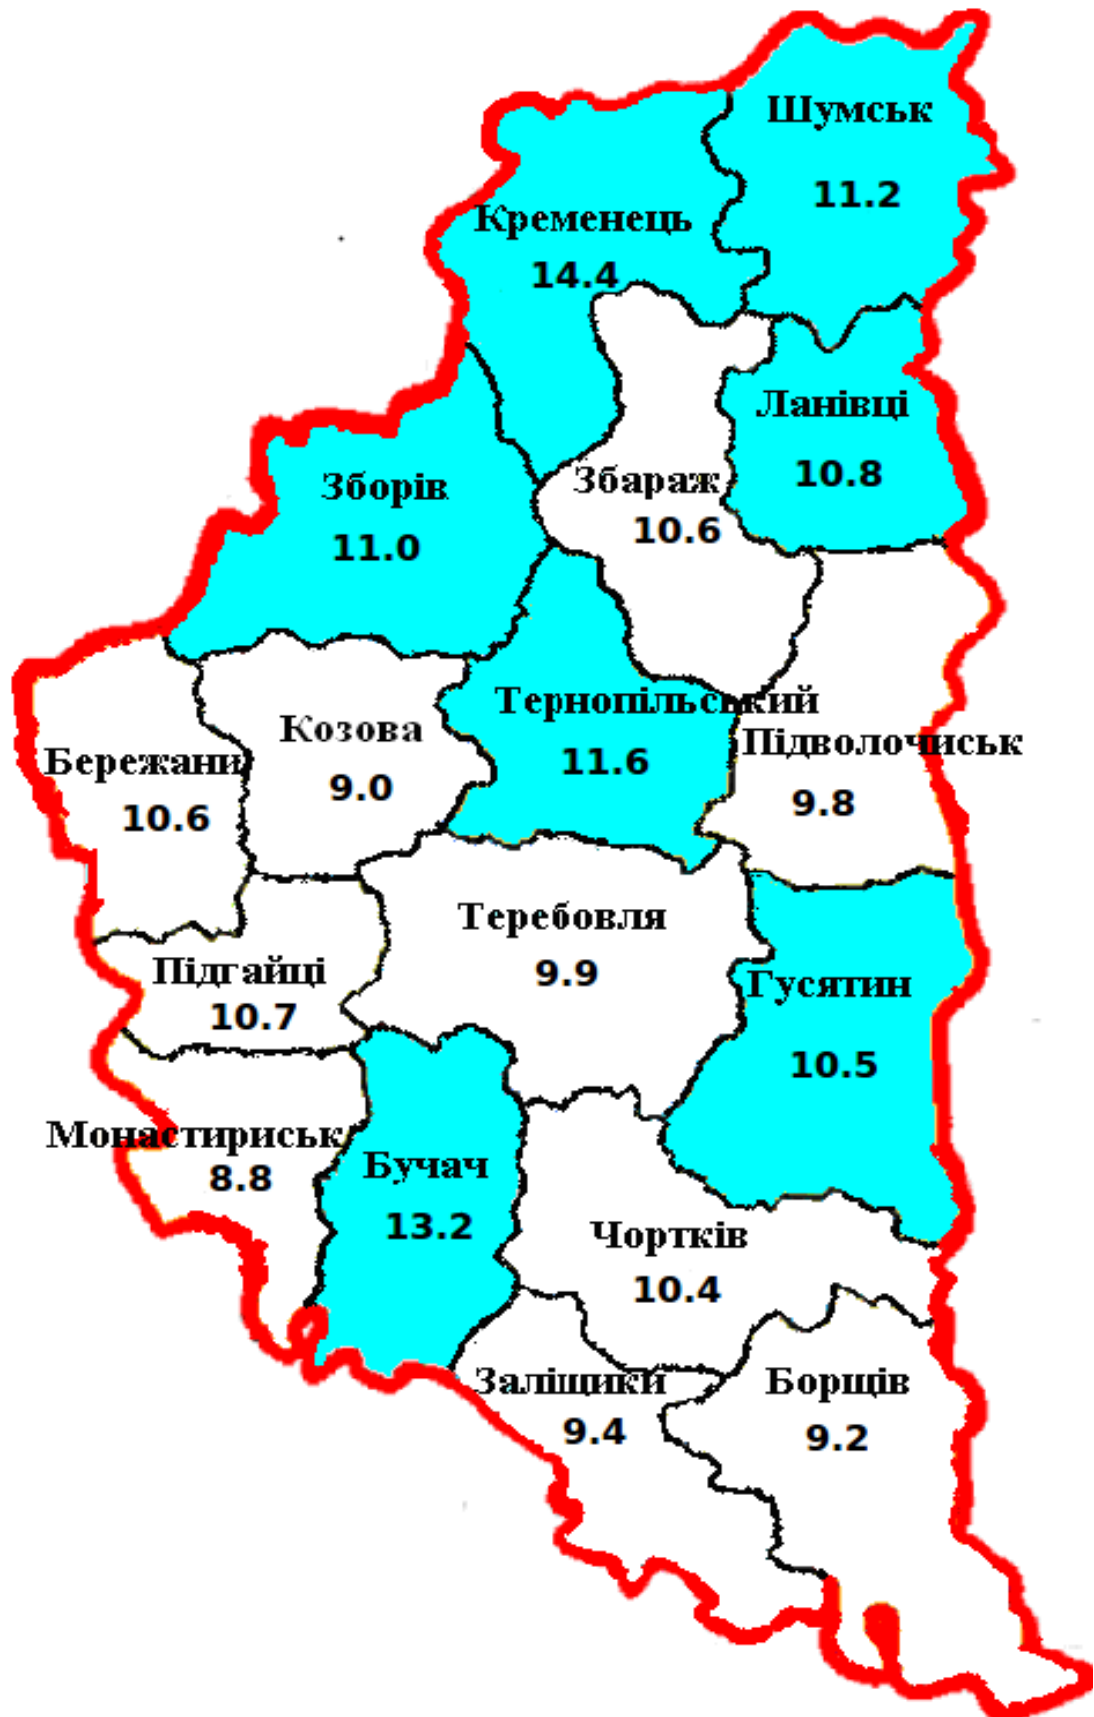 Шумськ
11.2
Кременець
14.4
Ланівці
10.8
Зборів
11.0
Збараж
10.6
Тернопільський
11.6
Підволочиськ
9.8
Козова
9.0
Бережани
10.6
Теребовля
9.9
Підгайці
10.7
Гусятин
10.5
Монастириськ
8.8
Бучач
13.2
Чортків
10.4
Заліщики
9.4
Борщів
9.2